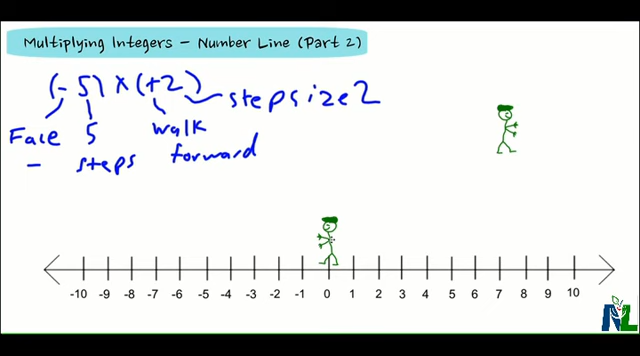 Multiplying Integers – Number Line (Part 2)
(- 5) × (+2)
stepsize 2
Face 5 walk
– steps forward
-10 -9 -8 -7 -6 -5 -4 -3 -2 -1 0 1 2 3 4 5 6 7 8 9 10
NL